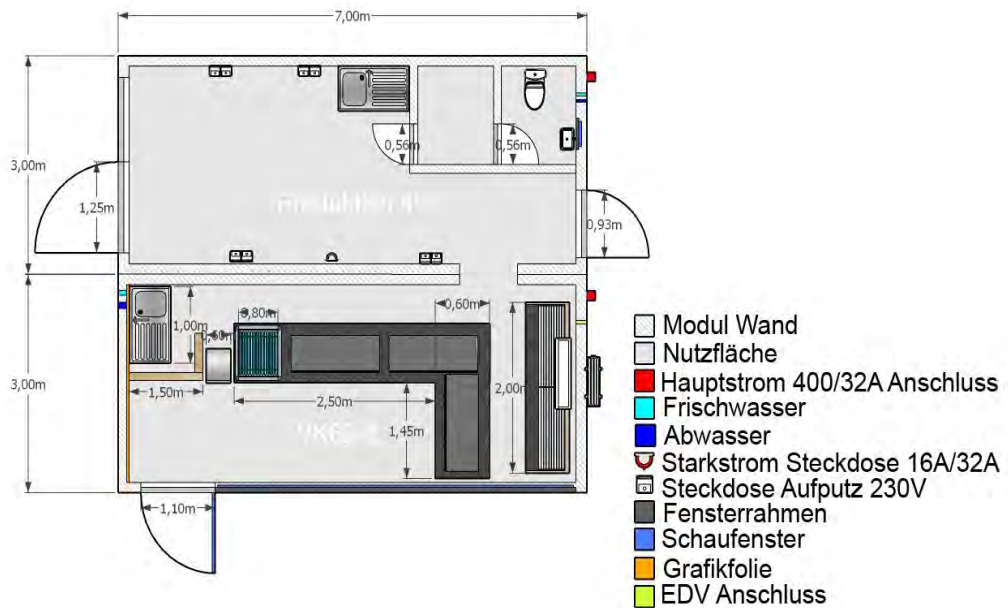 7,00m
3,00m
0,56m
0,56m
1,25m
0,93m
3,00m
1,00m
0,80m
0,60m
1,50m
2,50m
1,45m
2,00m
1,10m
Modul Wand
Nutzfläche
Hauptstrom 400/32A Anschluss
Frischwasser
Abwasser
Starkstrom Steckdose 16A/32A
Steckdose Aufputz 230V
Fensterrahmen
Schaufenster
Grafikfolie
EDV Anschluss